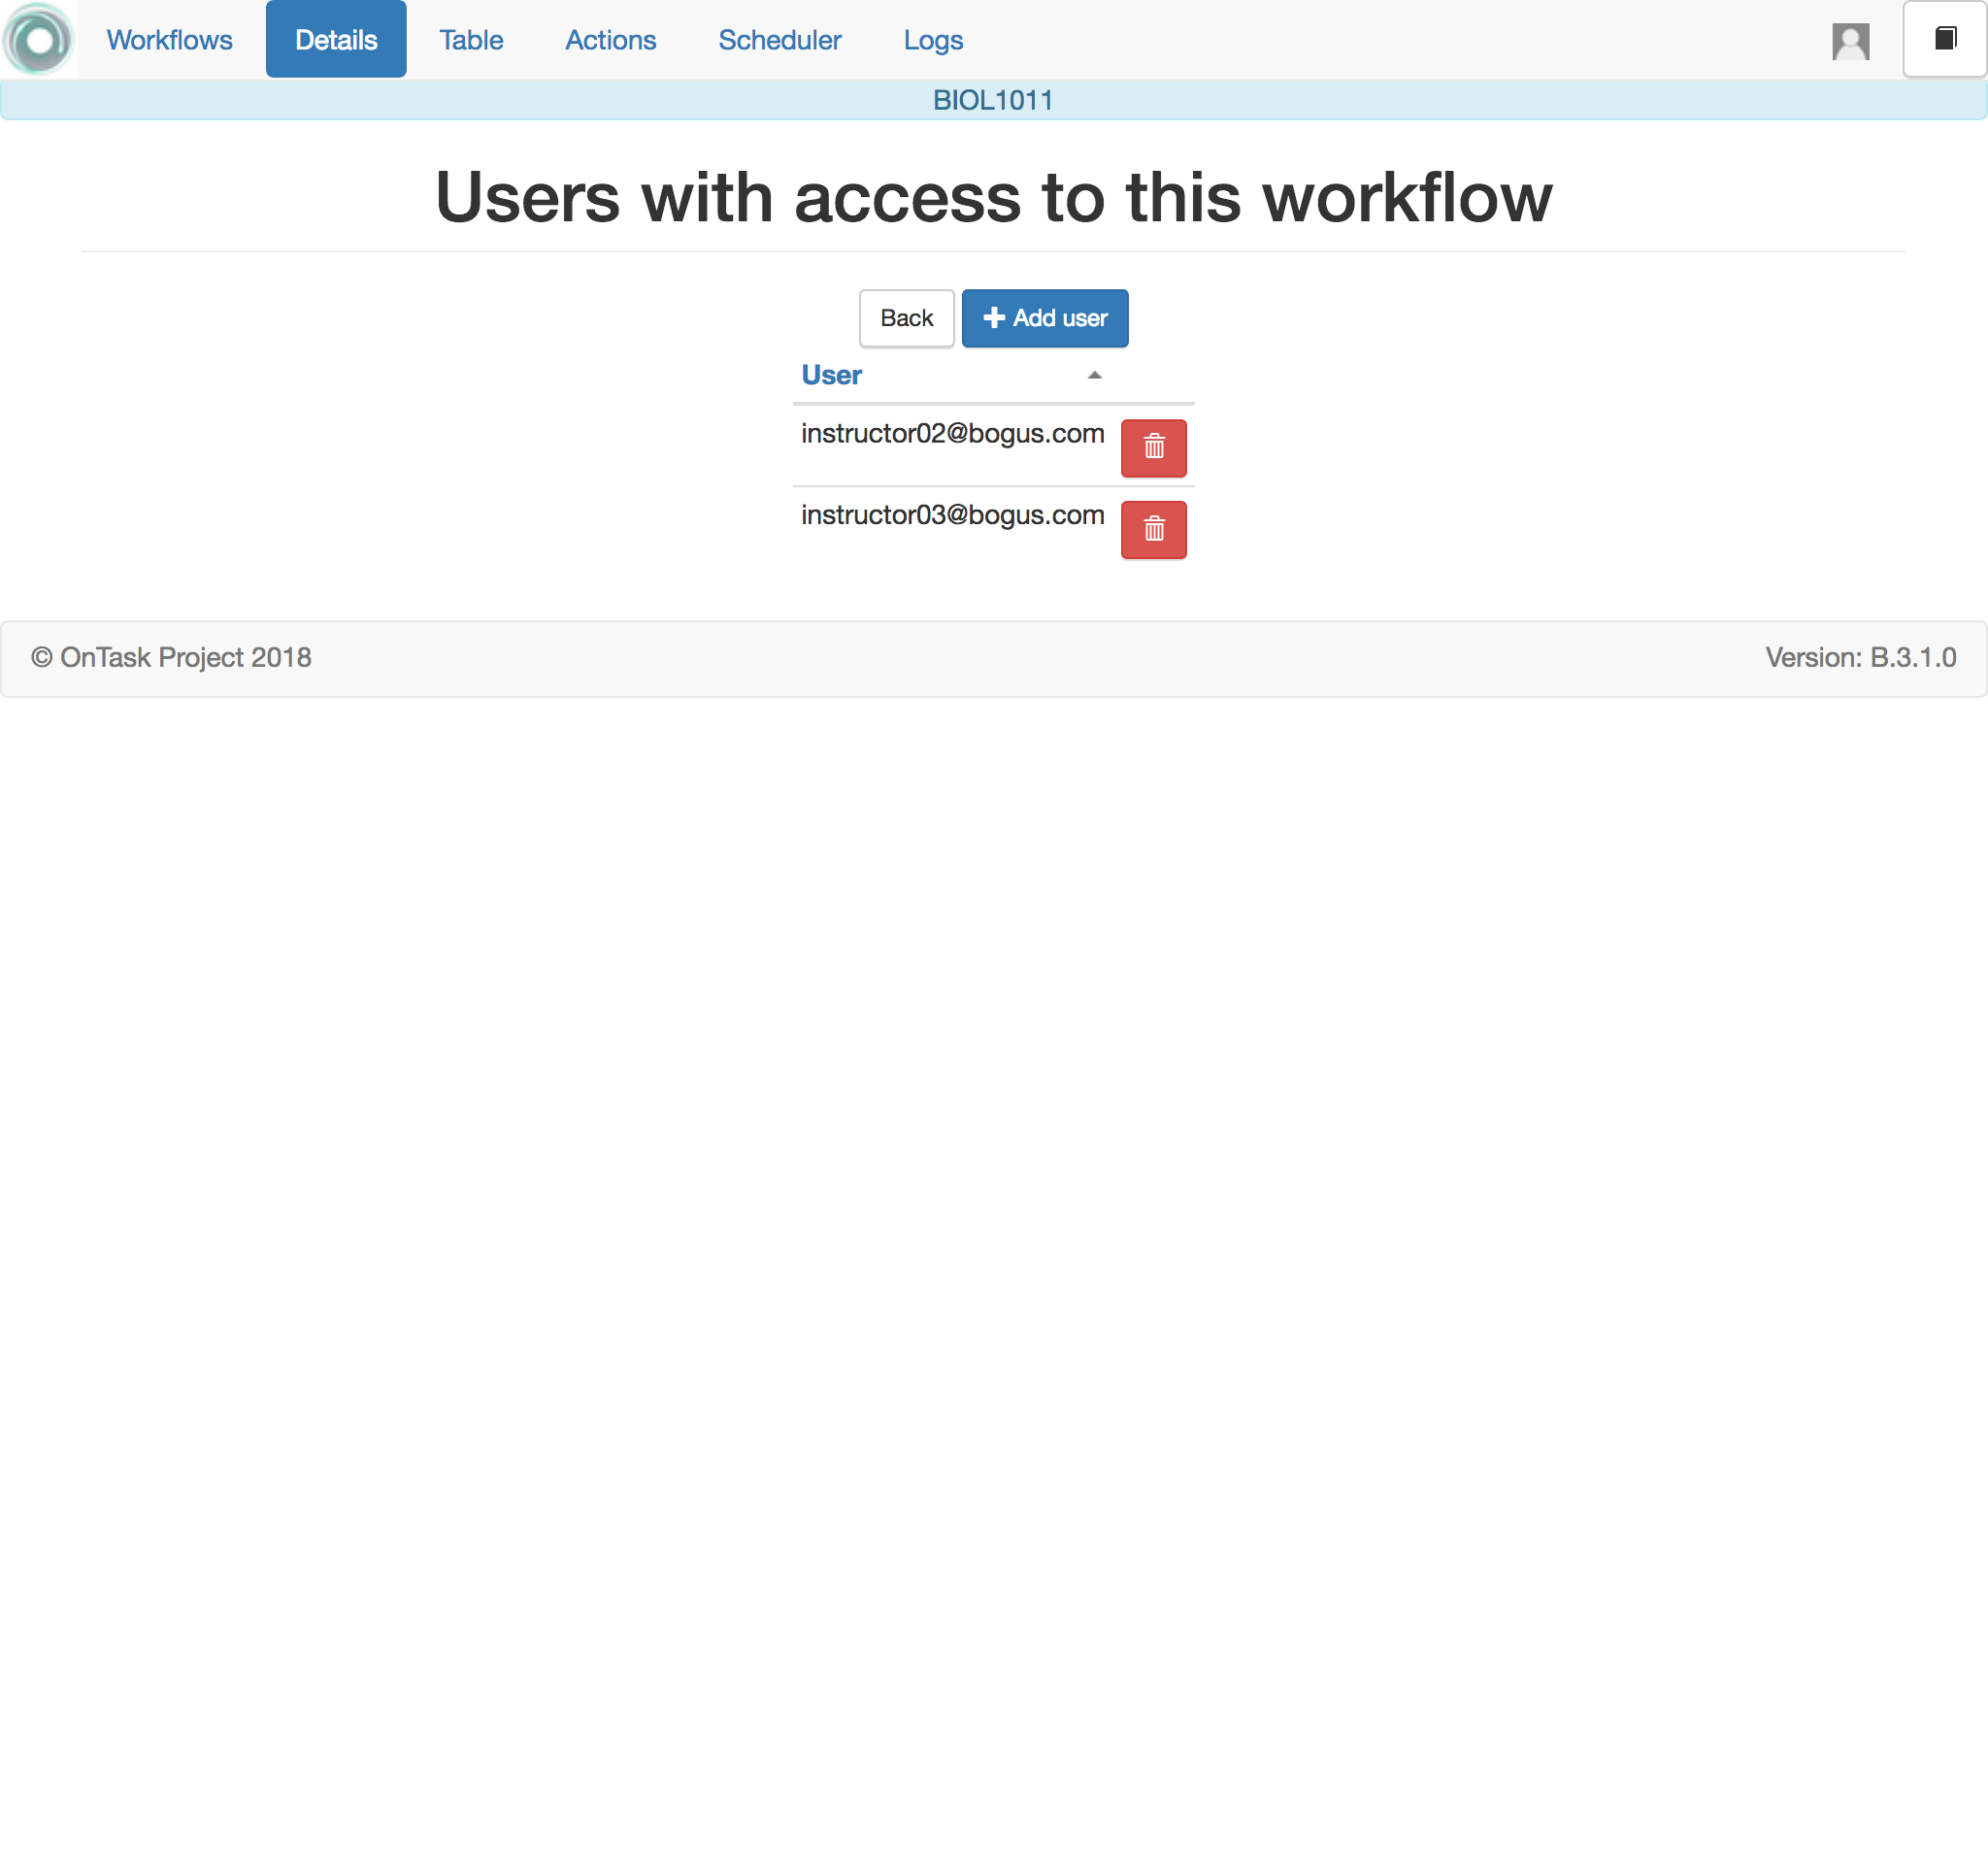 Workflows Details Table Actions Scheduler Logs
BIOL1011
Users with access to this workflow
Back Add user
User
instructor02@bogus.com
instructor03@bogus.com
© OnTask Project 2018 Version: B.3.1.0